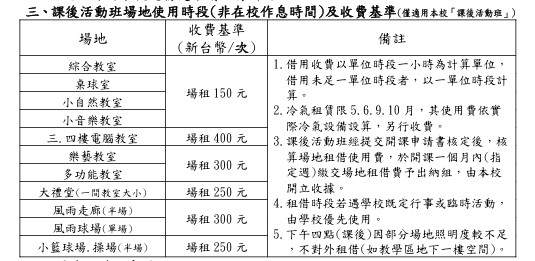 三、課後活動班場地使用時段(非在校作息時間)及收費基準(僅適用本校「課後活動班」)
場地
收費基準
(新台幣/次)
備註
綜合教室
桌球室
小自然教室
小音樂教室
場租 150 元
三.四樓電腦教室
場租 400 元
樂藝教室
多功能教室
場租 300 元
大禮堂(一間教室大小)
場租 250 元
風雨走廊(半場)
風雨球場(單場)
場租 300 元
小籃球場.操場(半場)
場租 250 元
1.借用收費以單位時段一小時為計算單位，
借用未足一單位時段者，以一單位時段計
算。
2.冷氣租賃限 5.6.9.10 月，其使用費依實
際冷氣設備設算，另行收費。
3.課後活動班經提交開課申請書核定後，核
算場地租借使用費，於開課一個月內(指
定週)繳交場地租借費予出納組，由本校
開立收據。
4.租借時段若遇學校既定行事或臨時活動，
由學校優先使用。
5.下午四點(課後)因部分場地照明度較不足
，不對外租借(如教學區地下一樓空間)。